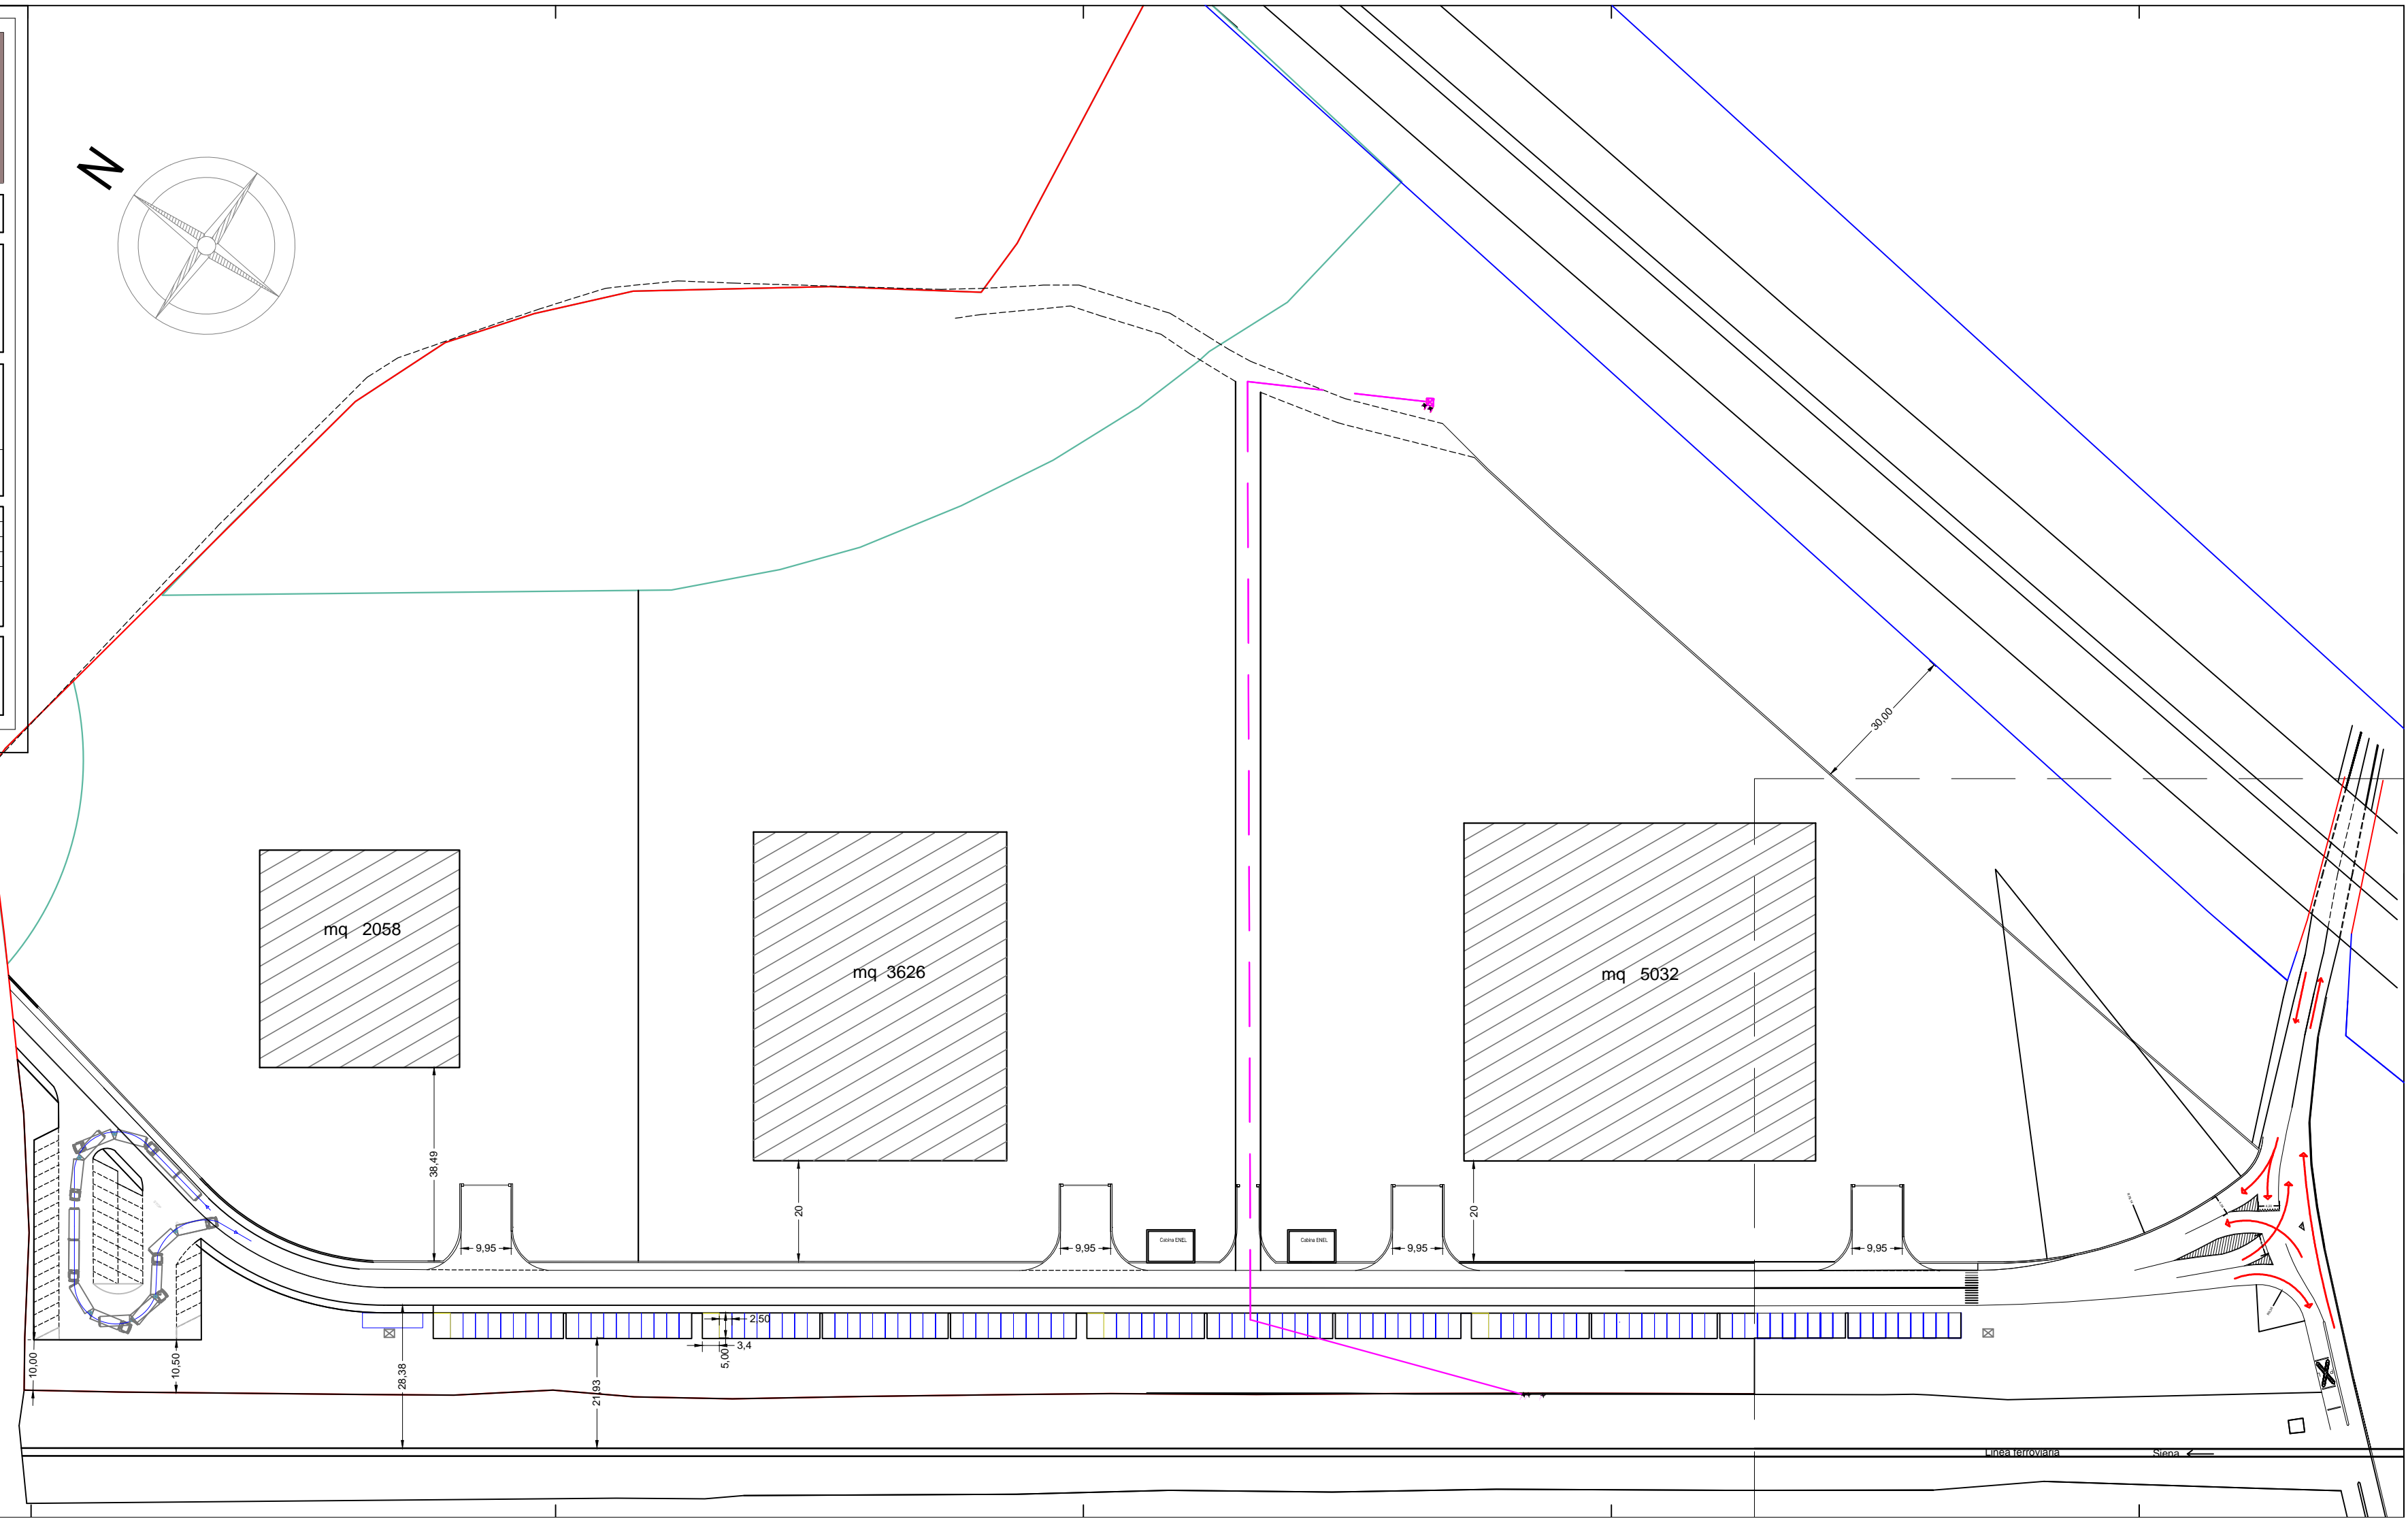 N
30,00
mq 2058
mq 3626
mq 5032
38,49
20
20
9,95
9,95
Cabina ENEL
Cabina ENEL
9,95
9,95
2,50
3,4
5,00
10,00
10,50
28,38
21,93
Linea ferroviaria
Siena